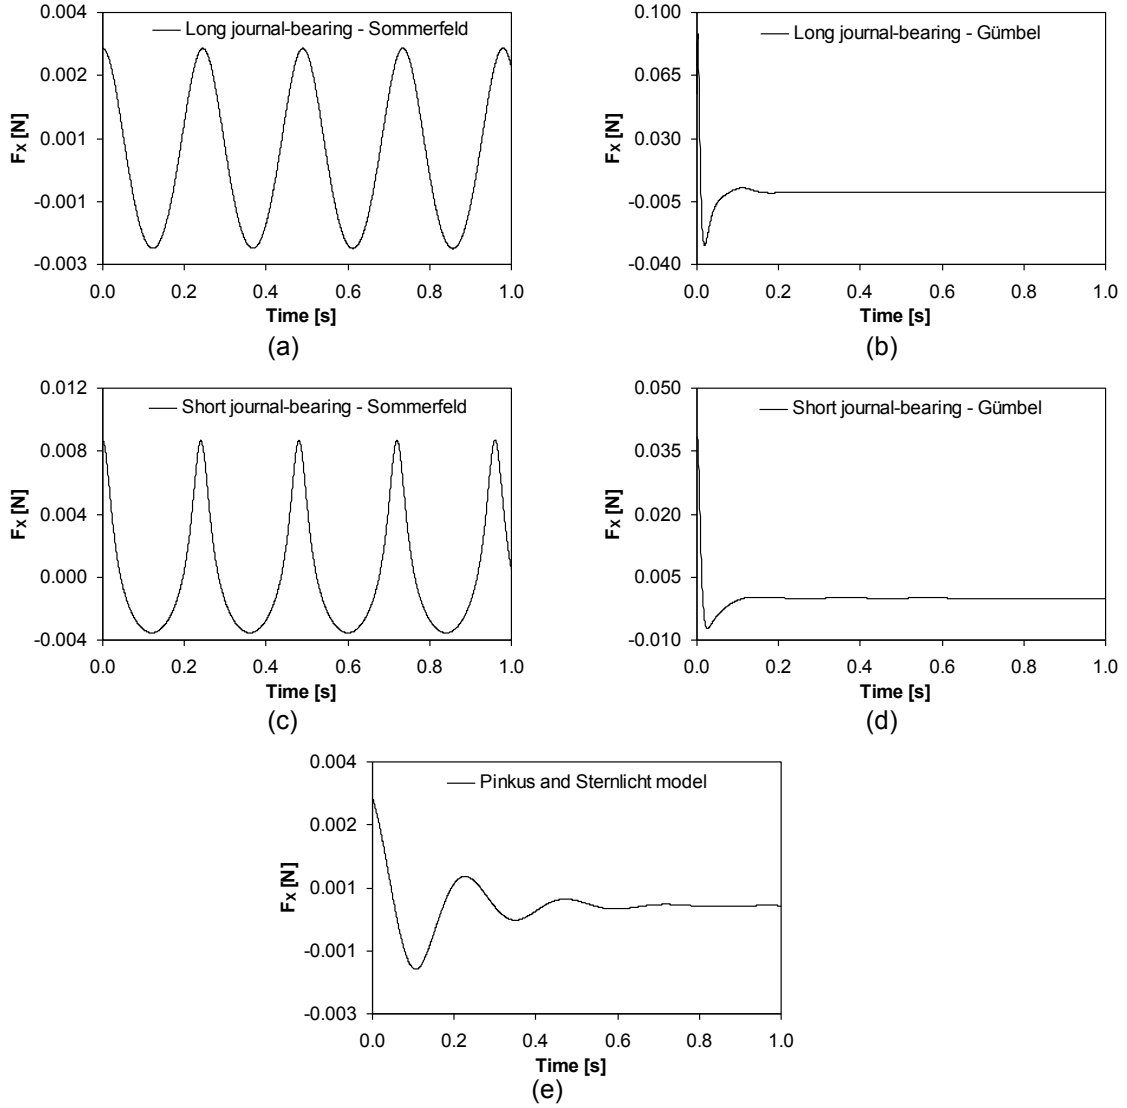 0.004
Long journal-bearing - Sommerfeld
0.002
0.001
-0.001
-0.003
Fx [N]
0.0 0.2 0.4 0.6 0.8 1.0
Time [s]
(a)
0.100
Long journal-bearing - Gümbel
0.065
0.030
-0.005
-0.040
Fx [N]
0.0 0.2 0.4 0.6 0.8 1.0
Time [s]
(b)
0.012
Short journal-bearing - Sommerfeld
0.008
0.004
0.000
-0.004
Fx [N]
0.0 0.2 0.4 0.6 0.8 1.0
Time [s]
(c)
0.050
Short journal-bearing - Gümbel
0.035
0.020
0.005
-0.010
Fx [N]
0.0 0.2 0.4 0.6 0.8 1.0
Time [s]
(d)
0.004
Pinkus and Sternlicht model
0.002
0.001
-0.001
-0.003
Fx [N]
0.0 0.2 0.4 0.6 0.8 1.0
Time [s]
(e)